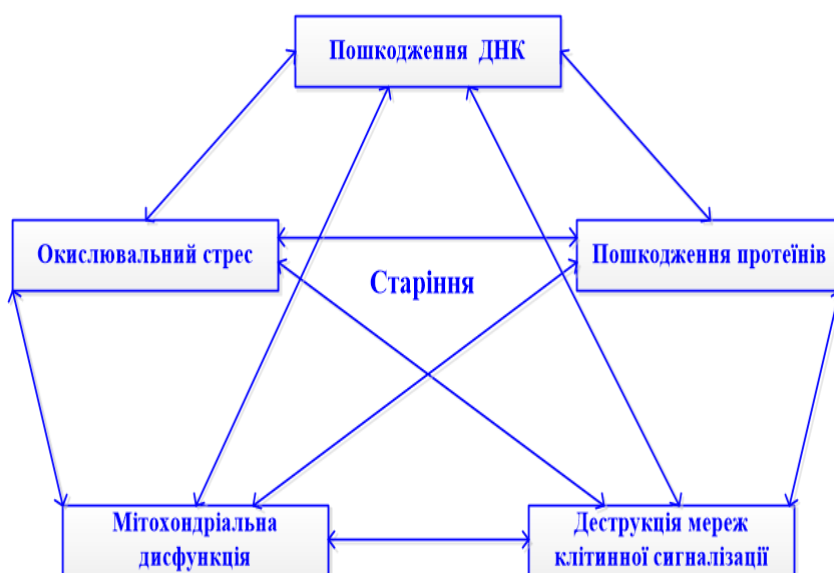 Пошкодження ДНК
Окислювальний стрес
Пошкодження протеїнів
Старіння
Мітохондріальна
дисфункція
Деструкція мереж
клітинної сигналізації